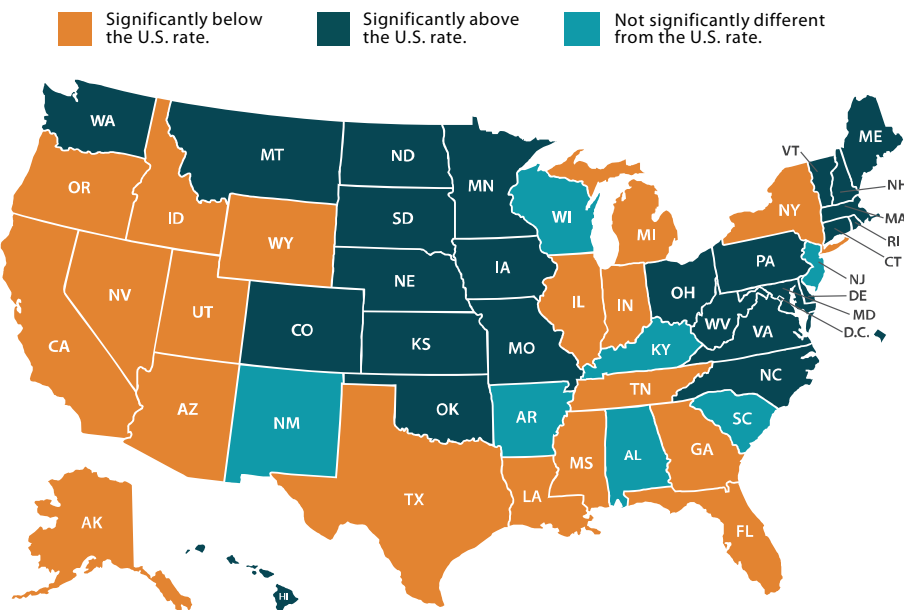 Significantly below
the U.S. rate.
Significantly above
the U.S. rate.
Not significantly different
from the U.S. rate.
WA
MT
ND
MN
ME
VT
NH
MA
RI
CT
OR
ID
WY
SD
WI
MI
NY
NV
UT
CO
NE
IA
IL
IN
OH
PA
NJ
DE
MD
D.C.
CA
AZ
NM
KS
MO
KY
WV
VA
OK
AR
TN
NC
SC
TX
LA
MS
AL
GA
FL
AK
HI